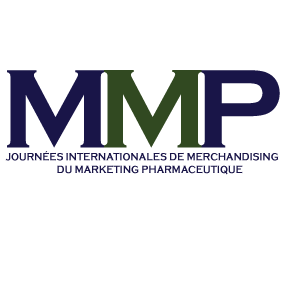 MMP
JOURNÉES INTERNATIONALES DE MERCHANDISING
DU MARKETING PHARMACEUTIQUE